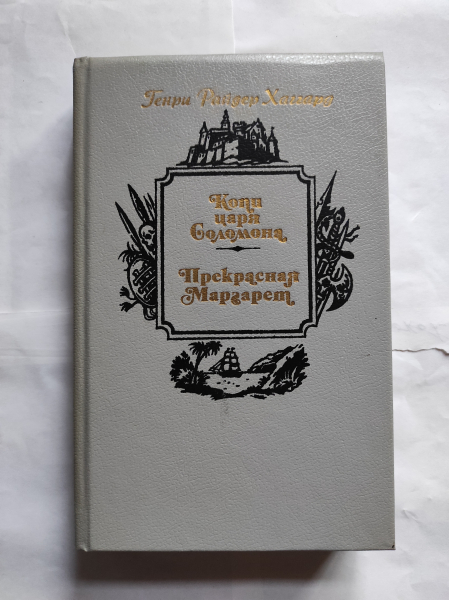 Генри Райдер Хаггард
Копи
царя
Соломона
Прекрасная
Маргарет